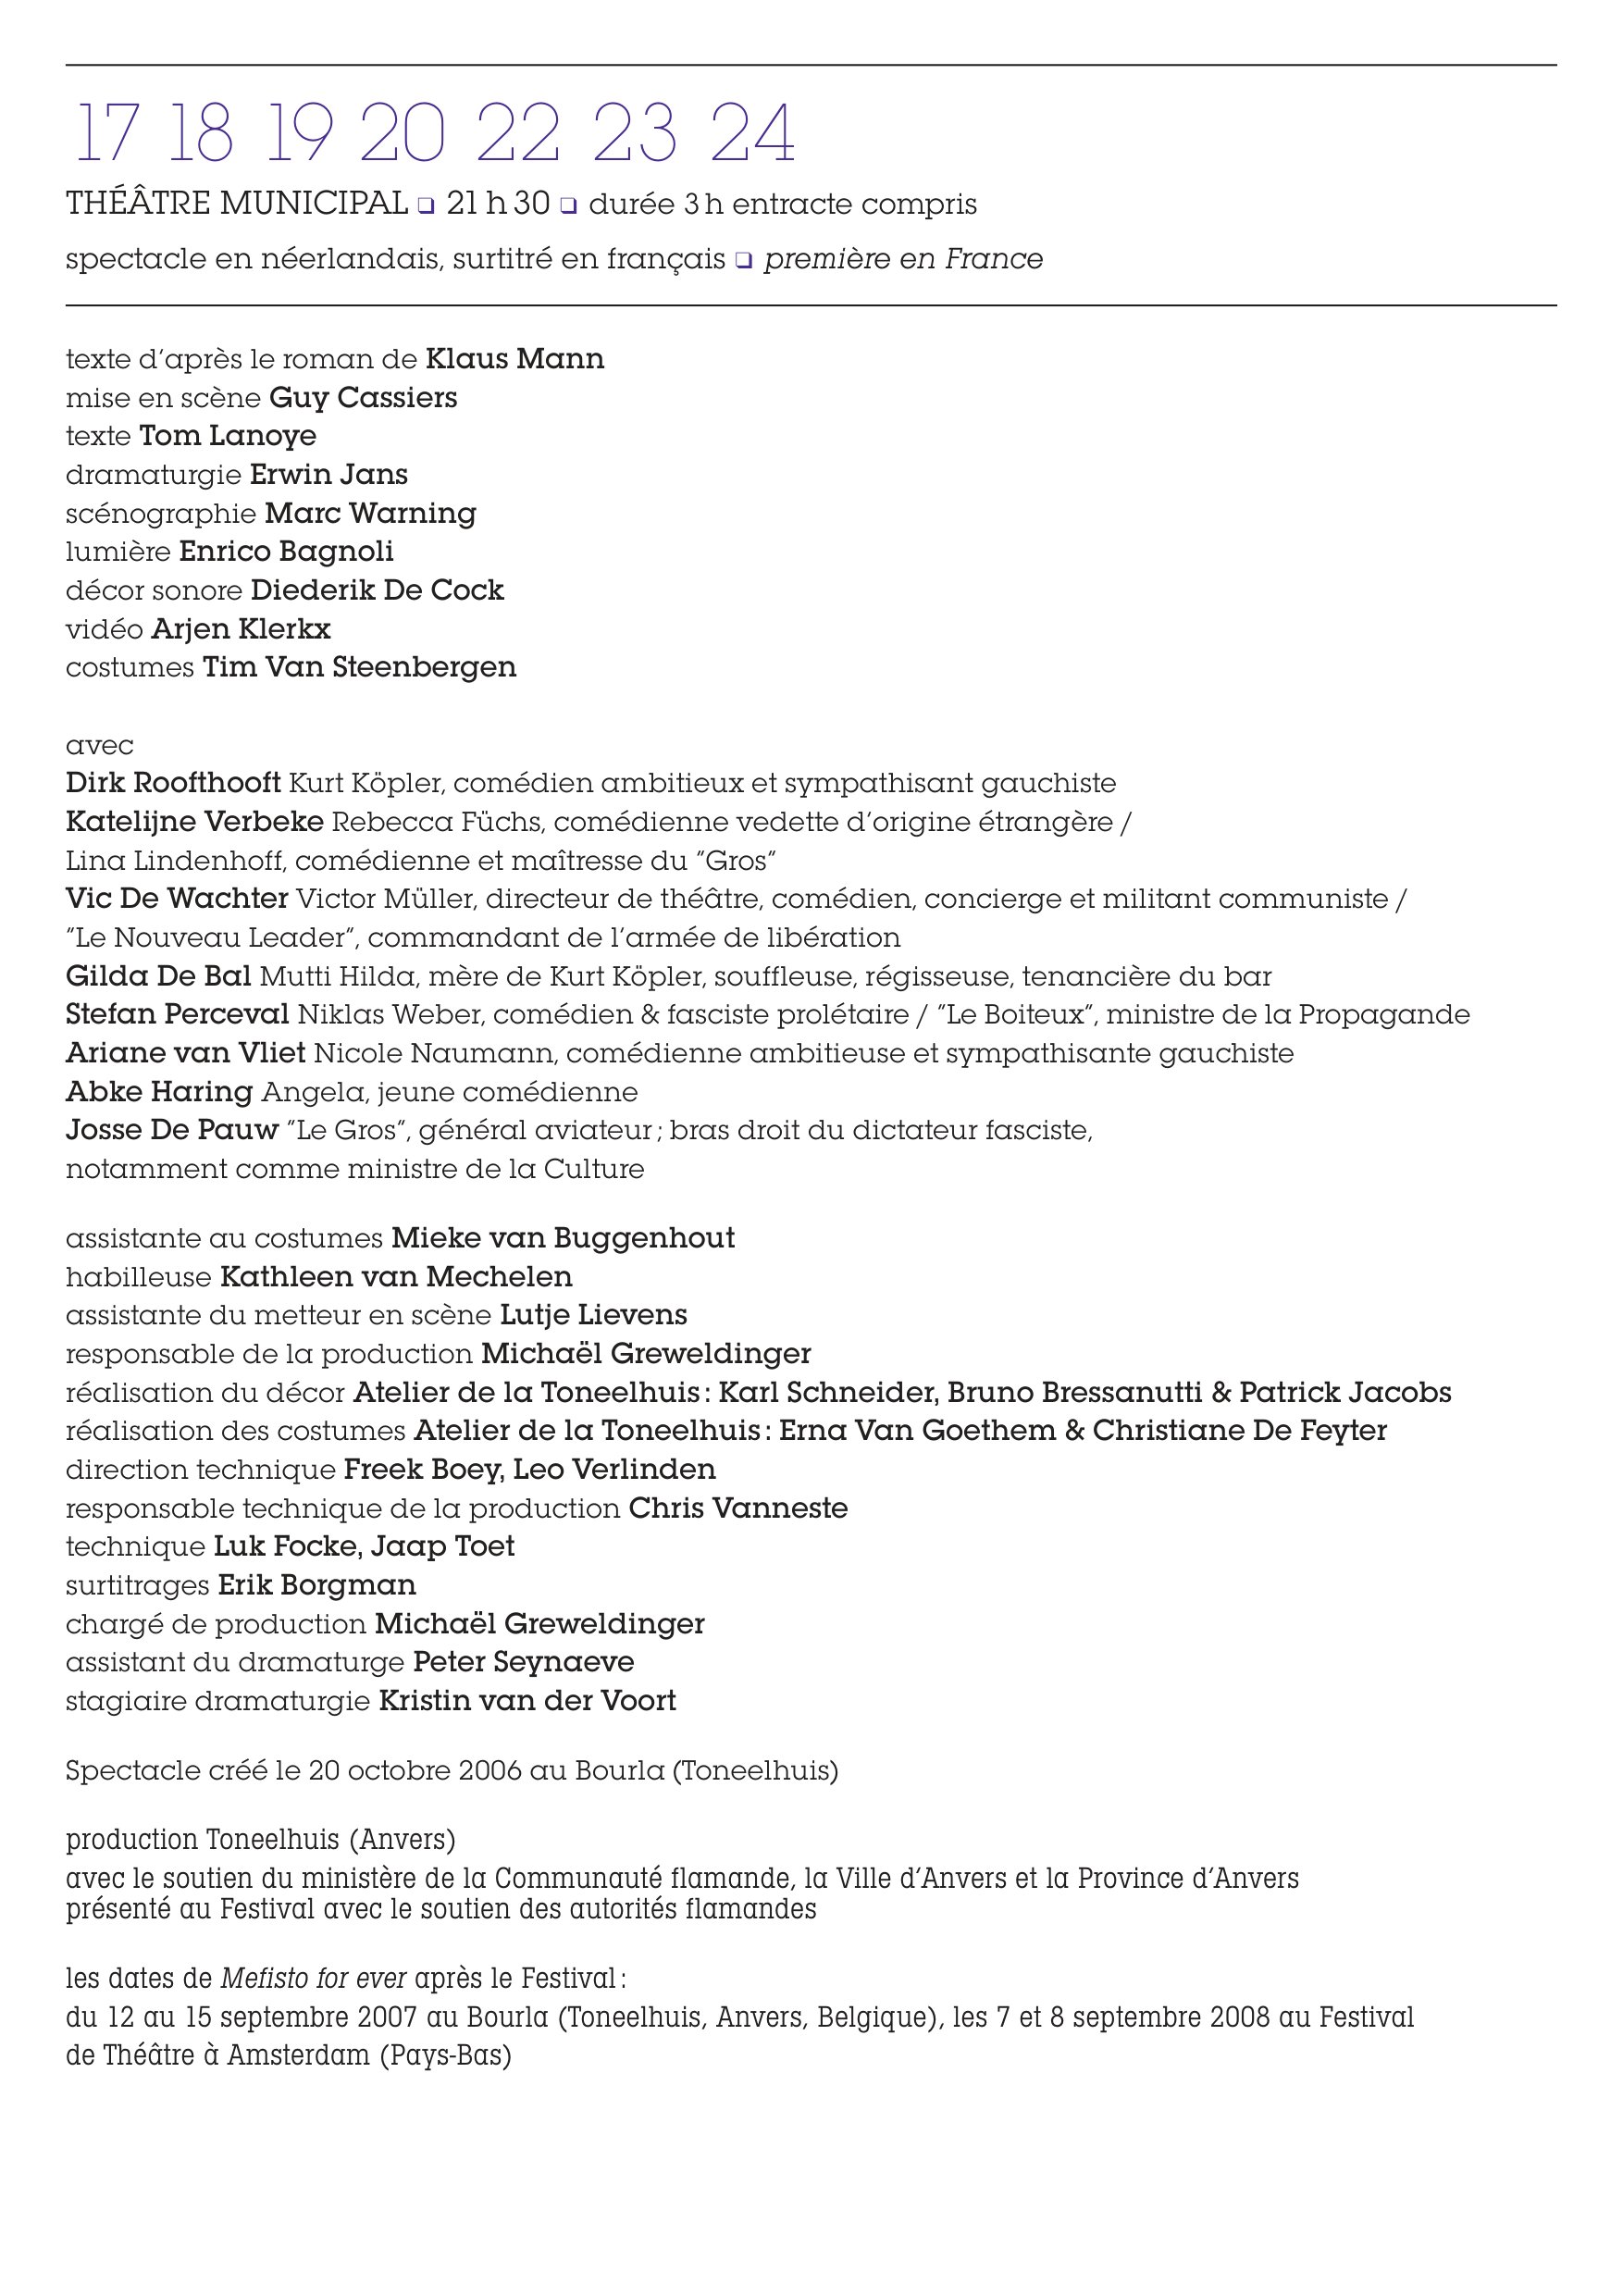 17 18 19 20 22 23 24
THÉÂTRE MUNICIPAL ❏ 21 h 30 ❏ durée 3 h entracte compris
spectacle en néerlandais, surtitré en français ❏ première en France
texte d’après le roman de Klaus Mann
mise en scène Guy Cassiers
texte Tom Lanoye
dramaturgie Erwin Jans
scénographie Marc Warning
lumière Enrico Bagnoli
décor sonore Diederik De Cock
vidéo Arjen Klerkx
costumes Tim Van Steenbergen
avec
Dirk Roofthooft Kurt Köpler, comédien ambitieux et sympathisant gauchiste
Katelijne Verbeke Rebecca Füchs, comédienne vedette d’origine étrangère /
Lina Lindenhoff, comédienne et maîtresse du “Gros“
Vic De Wachter Victor Müller, directeur de théâtre, comédien, concierge et militant communiste /
“Le Nouveau Leader“, commandant de l’armée de libération
Gilda De Bal Mutti Hilda, mère de Kurt Köpler, souffleuse, régisseuse, tenancière du bar
Stefan Perceval Niklas Weber, comédien & fasciste prolétaire / “Le Boiteux“, ministre de la Propagande
Ariane van Vliet Nicole Naumann, comédienne ambitieuse et sympathisante gauchiste
Abke Haring Angela, jeune comédienne
Josse De Pauw “Le Gros“, général aviateur ; bras droit du dictateur fasciste,
notamment comme ministre de la Culture
assistante au costumes Mieke van Buggenhout
habilleuse Kathleen van Mechelen
assistante du metteur en scène Lutje Lievens
responsable de la production Michaël Greweldinger
réalisation du décor Atelier de la Toneelhuis : Karl Schneider, Bruno Bressanutti & Patrick Jacobs
réalisation des costumes Atelier de la Toneelhuis : Erna Van Goethem & Christiane De Feyter
direction technique Freek Boey, Leo Verlinden
responsable technique de la production Chris Vanneste
technique Luk Focke, Jaap Toet
surtitrages Erik Borgman
chargé de production Michaël Greweldinger
assistant du dramaturge Peter Seynaeve
stagiaire dramaturgie Kristin van der Voort
Spectacle créé le 20 octobre 2006 au Bourla (Toneelhuis)
production Toneelhuis (Anvers)
avec le soutien du ministère de la Communauté flamande, la Ville d’Anvers et la Province d’Anvers
présenté au Festival avec le soutien des autorités flamandes
les dates de Mefisto for ever après le Festival :
du 12 au 15 septembre 2007 au Bourla (Toneelhuis, Anvers, Belgique), les 7 et 8 septembre 2008 au Festival
de Théâtre à Amsterdam (Pays-Bas)